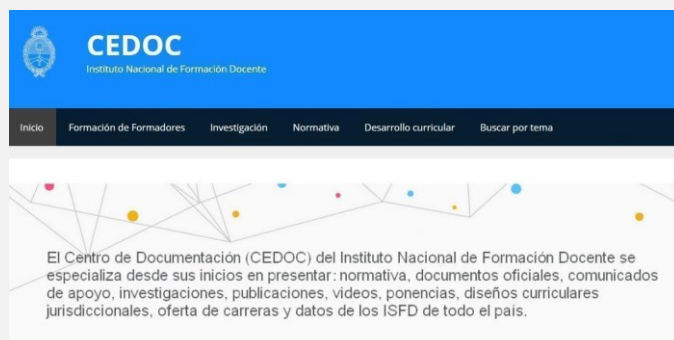 CEDOC
Instituto Nacional de Formación Docente
Inicio Formación de Formadores Investigación Normativa Desarrollo curricular Buscar por tema
El Centro de Documentación (CEDOC) del Instituto Nacional de Formación Docente se
especializa desde sus inicios en presentar: normativa, documentos oficiales, comunicados
de apoyo, investigaciones, publicaciones, videos, ponencias, diseños curriculares
jurisdiccionales, oferta de carreras y datos de los ISFD de todo el país.